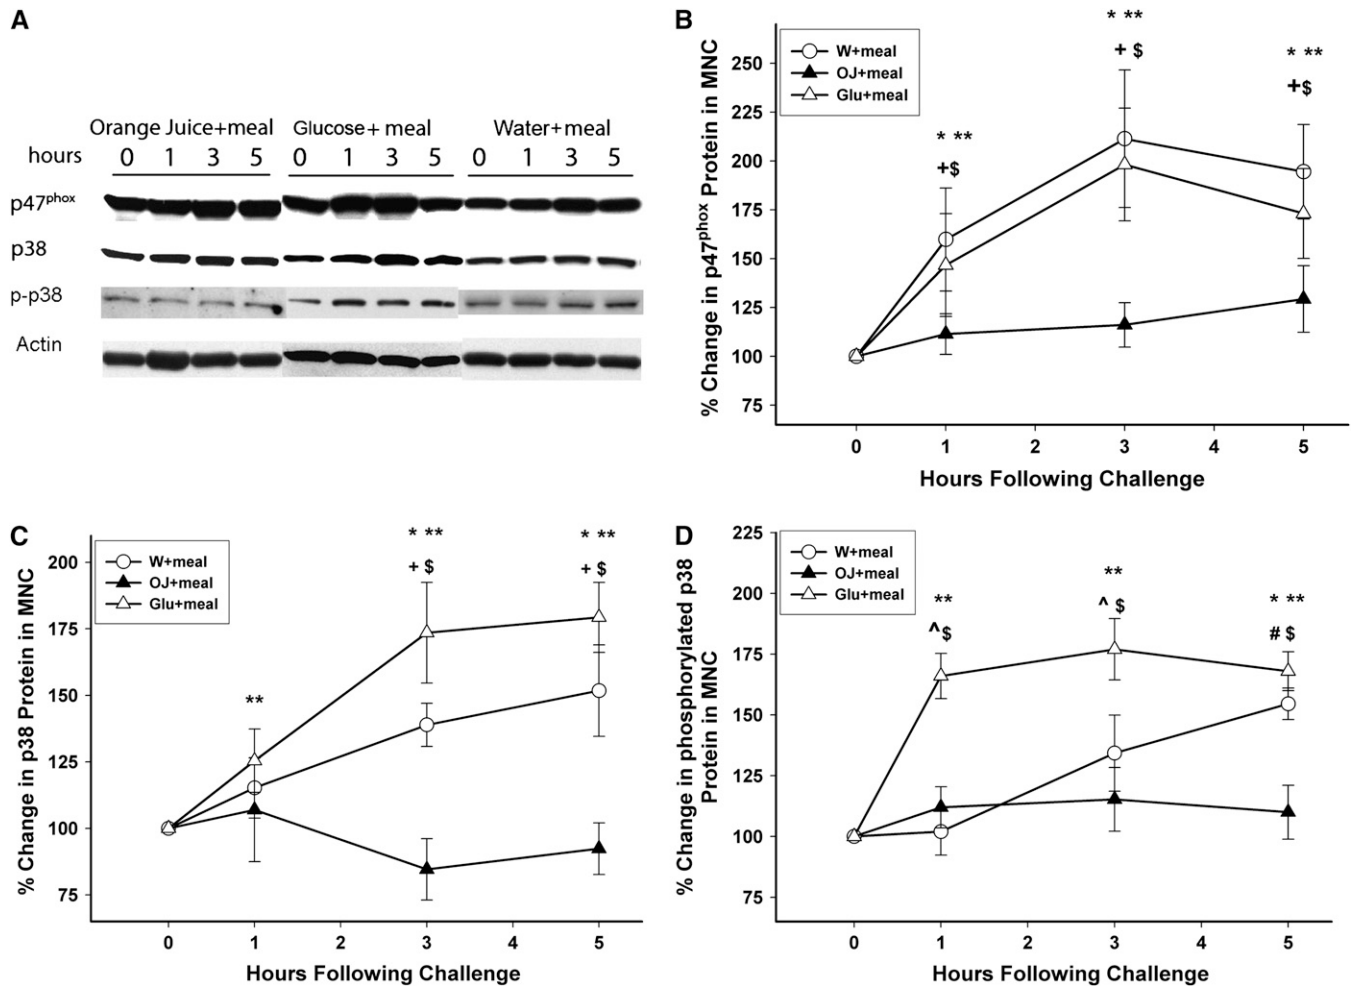 A
Orange Juice+meal Glucose+ meal Water+meal
hours 0 1 3 5 0 1 3 5 0 1 3 5
p47phox
p38
p-p38
Actin
B
W+meal
OJ+meal
Glu+meal
% Change in p47phox Protein in MNC
250
225
200
175
150
125
100
75
* **
+$
* **
+ $
* **
+$
0 1 2 3 4 5
Hours Following Challenge
C
W+meal
OJ+meal
Glu+meal
% Change in p38 Protein in MNC
200
175
150
125
100
75
**
* **
+ $
* **
+ $
0 1 2 3 4 5
Hours Following Challenge
D
W+meal
OJ+meal
Glu+meal
% Change in phosphorylated p38
Protein in MNC
225
200
175
150
125
100
75
**
^$
**
^ $
* **
# $
0 1 2 3 4 5
Hours Following Challenge